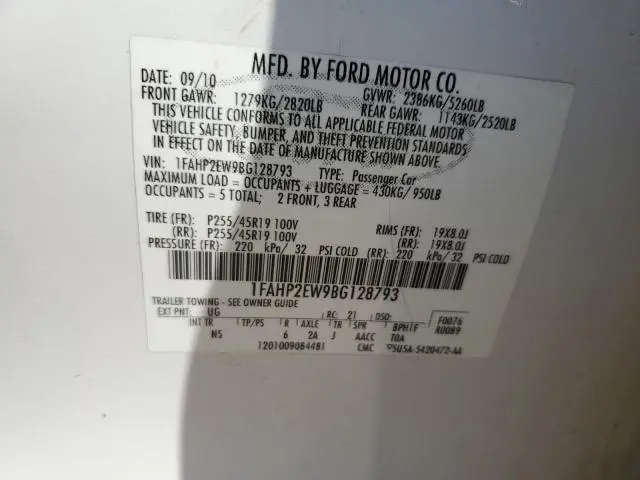 MFD. BY FORD MOTOR CO.
DATE: 09/10 GVWR: 2386KG/5260LB
FRONT GAWR: 1279KG/2820LB REAR GAWR: 1143KG/2520LB
THIS VEHICLE CONFORMS TO ALL APPLICABLE FEDERAL MOTOR
VEHICLE SAFETY, BUMPER, AND THEFT PREVENTION STANDARDS
IN EFFECT ON THE DATE OF MANUFACTURE SHOWN ABOVE.
VIN: 1FAHP2EW9BG128793 TYPE: Passenger Car
MAXIMUM LOAD = OCCUPANTS + LUGGAGE = 430KG/ 950LB
OCCUPANTS = 5 TOTAL; 2 FRONT, 3 REAR
TIRE (FR): P255/45R19 100V RIMS (FR): 19X8.0J
(RR): P255/45R19 100V (RR): 19X8.0J
PRESSURE (FR): 220 kPa/ 32 PSI COLD (RR): 220 kPa/ 32 PSI COLD
1FAHP2EW9BG128793
TRAILER TOWING - SEE OWNER GUIDE
EXT PNT: UG RC: 21 DSO: F0076
INT TR TP/PS R AXLE TR SPR R0089
NS 6 2A J AACC
1201009084481 CMC